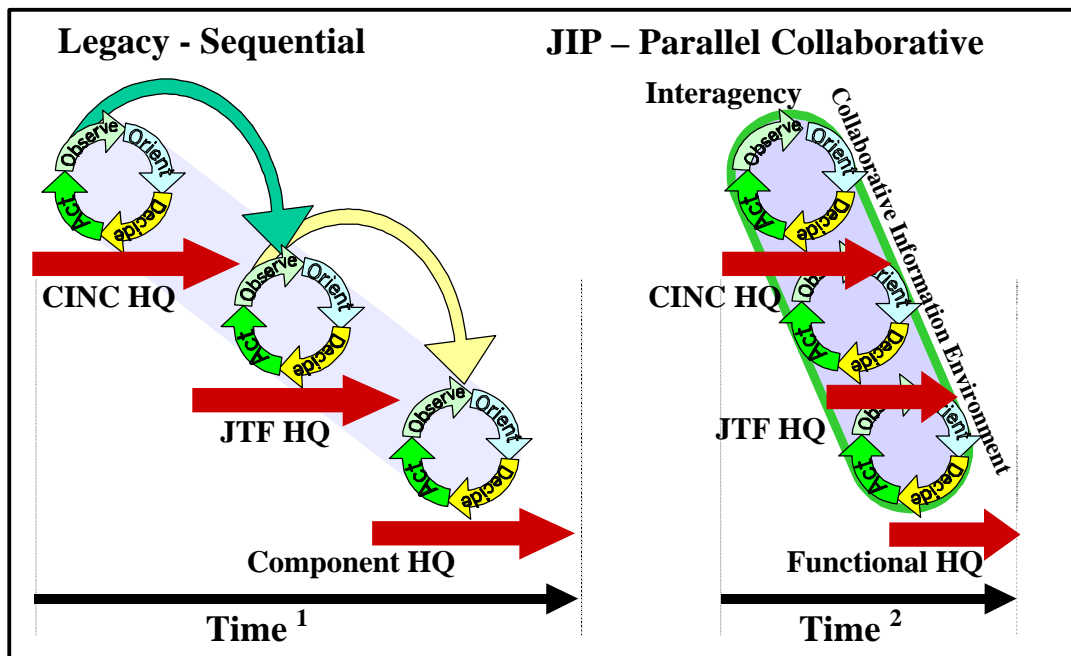 Legacy - Sequential
Observe
Orient
Decide
Act
CINC HQ
Observe
Orient
Decide
Act
JTF HQ
Observe
Orient
Decide
Act
Component HQ
Time 1
JIP – Parallel Collaborative
Interagency
Collaborative Information Environment
Observe
Orient
Decide
Act
CINC HQ
Orient
Decide
Act
JTF HQ
Decide
Act
Functional HQ
Time 2